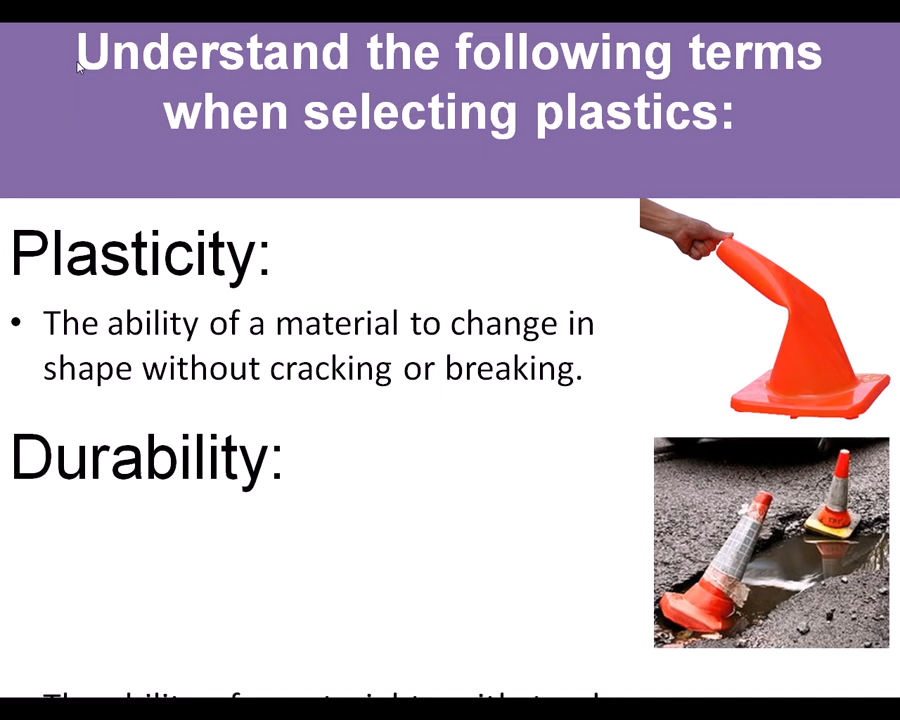 Understand the following terms
when selecting plastics:
Plasticity:
• The ability of a material to change in
shape without cracking or breaking.
Durability: